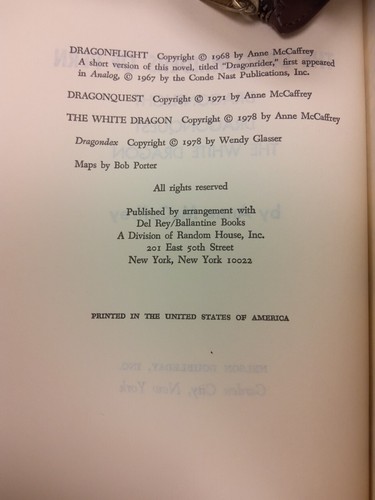 DRAGONFLIGHT Copyright © 1968 by Anne McCaffrey
A short version of this novel, titled "Dragonrider," first appeared
in Analog, © 1967 by the Conde Nast Publications, Inc.
DRAGONQUEST Copyright © 1971 by Anne McCaffrey
THE WHITE DRAGON Copyright © 1978 by Anne McCaffrey
Dragondex Copyright © 1978 by Wendy Glasser
Maps by Bob Porter
All rights reserved
Published by arrangement with
Del Rey/Ballantine Books
A Division of Random House, Inc.
201 East 50th Street
New York, New York 10022
PRINTED IN THE UNITED STATES OF AMERICA